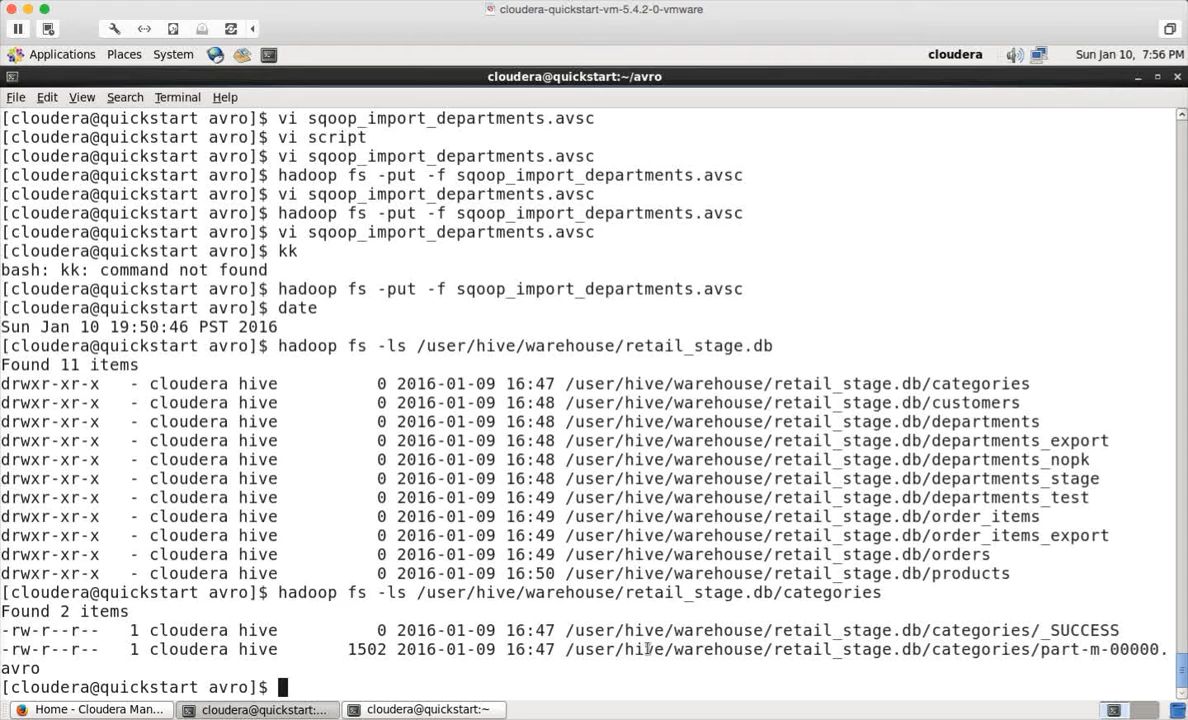 cloudera-quickstart-vm-5.4.2-0-vmware
Applications Places System cloudera Sun Jan 10, 7:56 PM
cloudera@quickstart:~/avro
File Edit View Search Terminal Help
[cloudera@quickstart avro]$ vi sqoop_import_departments.avsc
[cloudera@quickstart avro]$ vi script
[cloudera@quickstart avro]$ vi sqoop_import_departments.avsc
[cloudera@quickstart avro]$ hadoop fs -put -f sqoop_import_departments.avsc
[cloudera@quickstart avro]$ vi sqoop_import_departments.avsc
[cloudera@quickstart avro]$ hadoop fs -put -f sqoop_import_departments.avsc
[cloudera@quickstart avro]$ vi sqoop_import_departments.avsc
[cloudera@quickstart avro]$ kk
bash: kk: command not found
[cloudera@quickstart avro]$ hadoop fs -put -f sqoop_import_departments.avsc
[cloudera@quickstart avro]$ date
Sun Jan 10 19:50:46 PST 2016
[cloudera@quickstart avro]$ hadoop fs -ls /user/hive/warehouse/retail_stage.db
Found 11 items
drwxr-xr-x - cloudera hive 0 2016-01-09 16:47 /user/hive/warehouse/retail_stage.db/categories
drwxr-xr-x - cloudera hive 0 2016-01-09 16:48 /user/hive/warehouse/retail_stage.db/customers
drwxr-xr-x - cloudera hive 0 2016-01-09 16:48 /user/hive/warehouse/retail_stage.db/departments
drwxr-xr-x - cloudera hive 0 2016-01-09 16:48 /user/hive/warehouse/retail_stage.db/departments_export
drwxr-xr-x - cloudera hive 0 2016-01-09 16:48 /user/hive/warehouse/retail_stage.db/departments_nopk
drwxr-xr-x - cloudera hive 0 2016-01-09 16:48 /user/hive/warehouse/retail_stage.db/departments_stage
drwxr-xr-x - cloudera hive 0 2016-01-09 16:49 /user/hive/warehouse/retail_stage.db/departments_test
drwxr-xr-x - cloudera hive 0 2016-01-09 16:49 /user/hive/warehouse/retail_stage.db/order_items
drwxr-xr-x - cloudera hive 0 2016-01-09 16:49 /user/hive/warehouse/retail_stage.db/order_items_export
drwxr-xr-x - cloudera hive 0 2016-01-09 16:49 /user/hive/warehouse/retail_stage.db/orders
drwxr-xr-x - cloudera hive 0 2016-01-09 16:50 /user/hive/warehouse/retail_stage.db/products
[cloudera@quickstart avro]$ hadoop fs -ls /user/hive/warehouse/retail_stage.db/categories
Found 2 items
-rw-r--r-- 1 cloudera hive 0 2016-01-09 16:47 /user/hive/warehouse/retail_stage.db/categories/_SUCCESS
-rw-r--r-- 1 cloudera hive 1502 2016-01-09 16:47 /user/hive/warehouse/retail_stage.db/categories/part-m-00000.
avro
[cloudera@quickstart avro]$
Home - Cloudera Man... cloudera@quickstart:... cloudera@quickstart:~